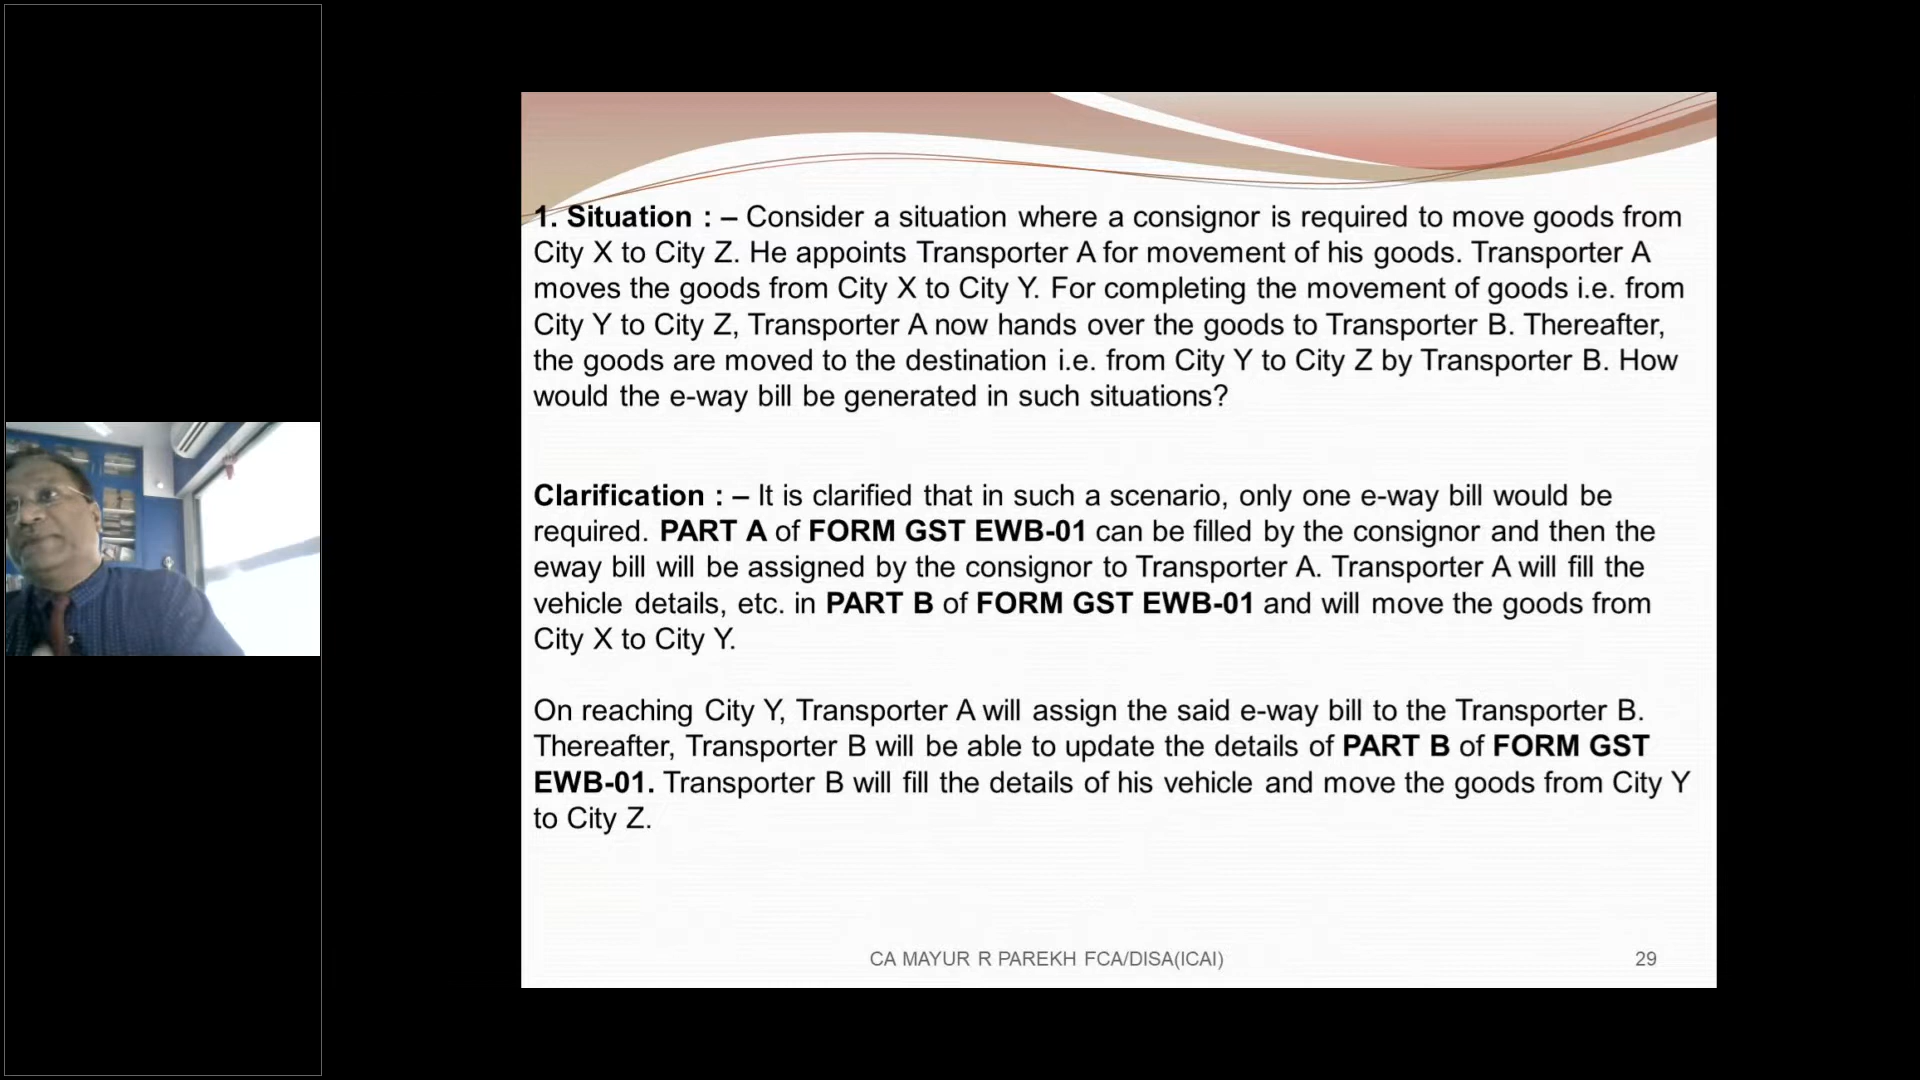 1. Situation : – Consider a situation where a consignor is required to move goods from
City X to City Z. He appoints Transporter A for movement of his goods. Transporter A
moves the goods from City X to City Y. For completing the movement of goods i.e. from
City Y to City Z, Transporter A now hands over the goods to Transporter B. Thereafter,
the goods are moved to the destination i.e. from City Y to City Z by Transporter B. How
would the e-way bill be generated in such situations?
Clarification : – It is clarified that in such a scenario, only one e-way bill would be
required. PART A of FORM GST EWB-01 can be filled by the consignor and then the
eway bill will be assigned by the consignor to Transporter A. Transporter A will fill the
vehicle details, etc. in PART B of FORM GST EWB-01 and will move the goods from
City X to City Y.
On reaching City Y, Transporter A will assign the said e-way bill to the Transporter B.
Thereafter, Transporter B will be able to update the details of PART B of FORM GST
EWB-01. Transporter B will fill the details of his vehicle and move the goods from City Y
to City Z.
CA MAYUR R PAREKH FCA/DISA(ICAI)
29